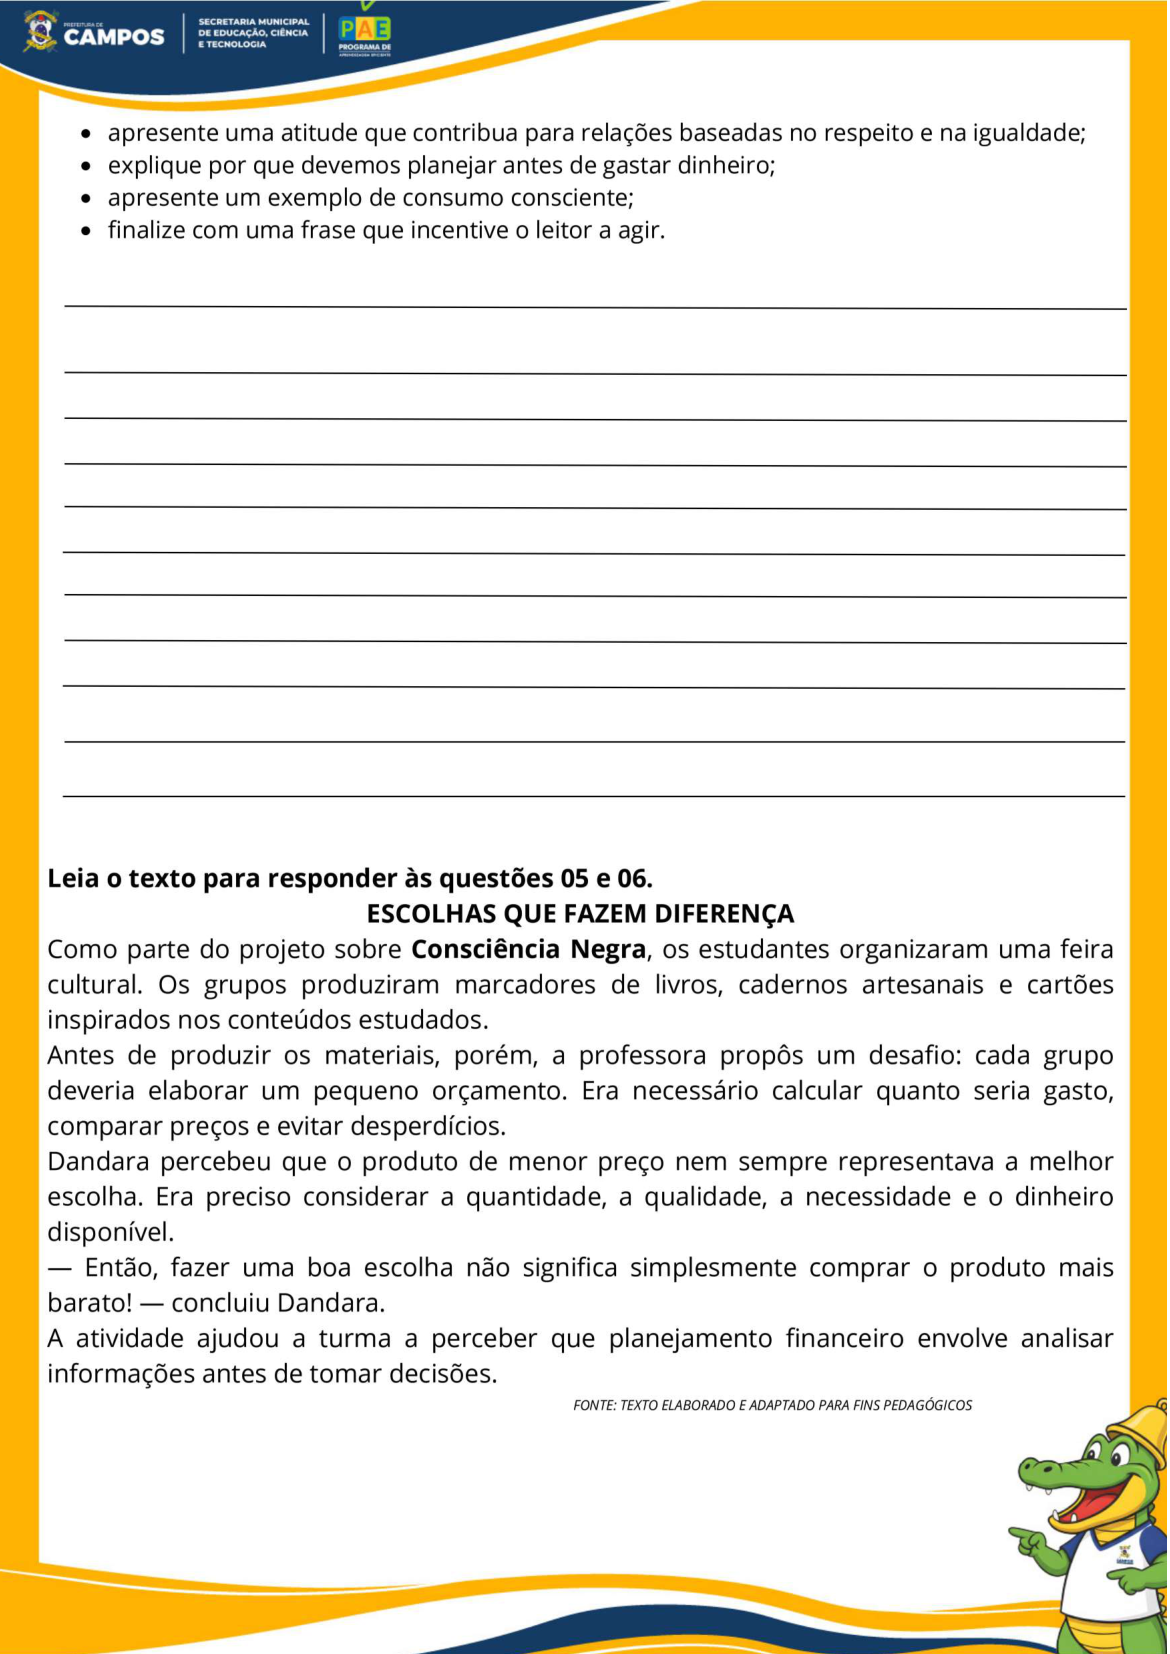 PREFEITURA DE
CAMPOS
SECRETARIA MUNICIPAL
DE EDUCAÇÃO, CIÊNCIA
E TECNOLOGIA
PAE
PROGRAMA DE
APRENDIZAGEM EFICIENTE
• apresente uma atitude que contribua para relações baseadas no respeito e na igualdade;
• explique por que devemos planejar antes de gastar dinheiro;
• apresente um exemplo de consumo consciente;
• finalize com uma frase que incentive o leitor a agir.
Leia o texto para responder às questões 05 e 06.
ESCOLHAS QUE FAZEM DIFERENÇA
Como parte do projeto sobre Consciência Negra, os estudantes organizaram uma feira
cultural. Os grupos produziram marcadores de livros, cadernos artesanais e cartões
inspirados nos conteúdos estudados.
Antes de produzir os materiais, porém, a professora propôs um desafio: cada grupo
deveria elaborar um pequeno orçamento. Era necessário calcular quanto seria gasto,
comparar preços e evitar desperdícios.
Dandara percebeu que o produto de menor preço nem sempre representava a melhor
escolha. Era preciso considerar a quantidade, a qualidade, a necessidade e o dinheiro
disponível.
— Então, fazer uma boa escolha não significa simplesmente comprar o produto mais
barato! — concluiu Dandara.
A atividade ajudou a turma a perceber que planejamento financeiro envolve analisar
informações antes de tomar decisões.
FONTE: TEXTO ELABORADO E ADAPTADO PARA FINS PEDAGÓGICOS